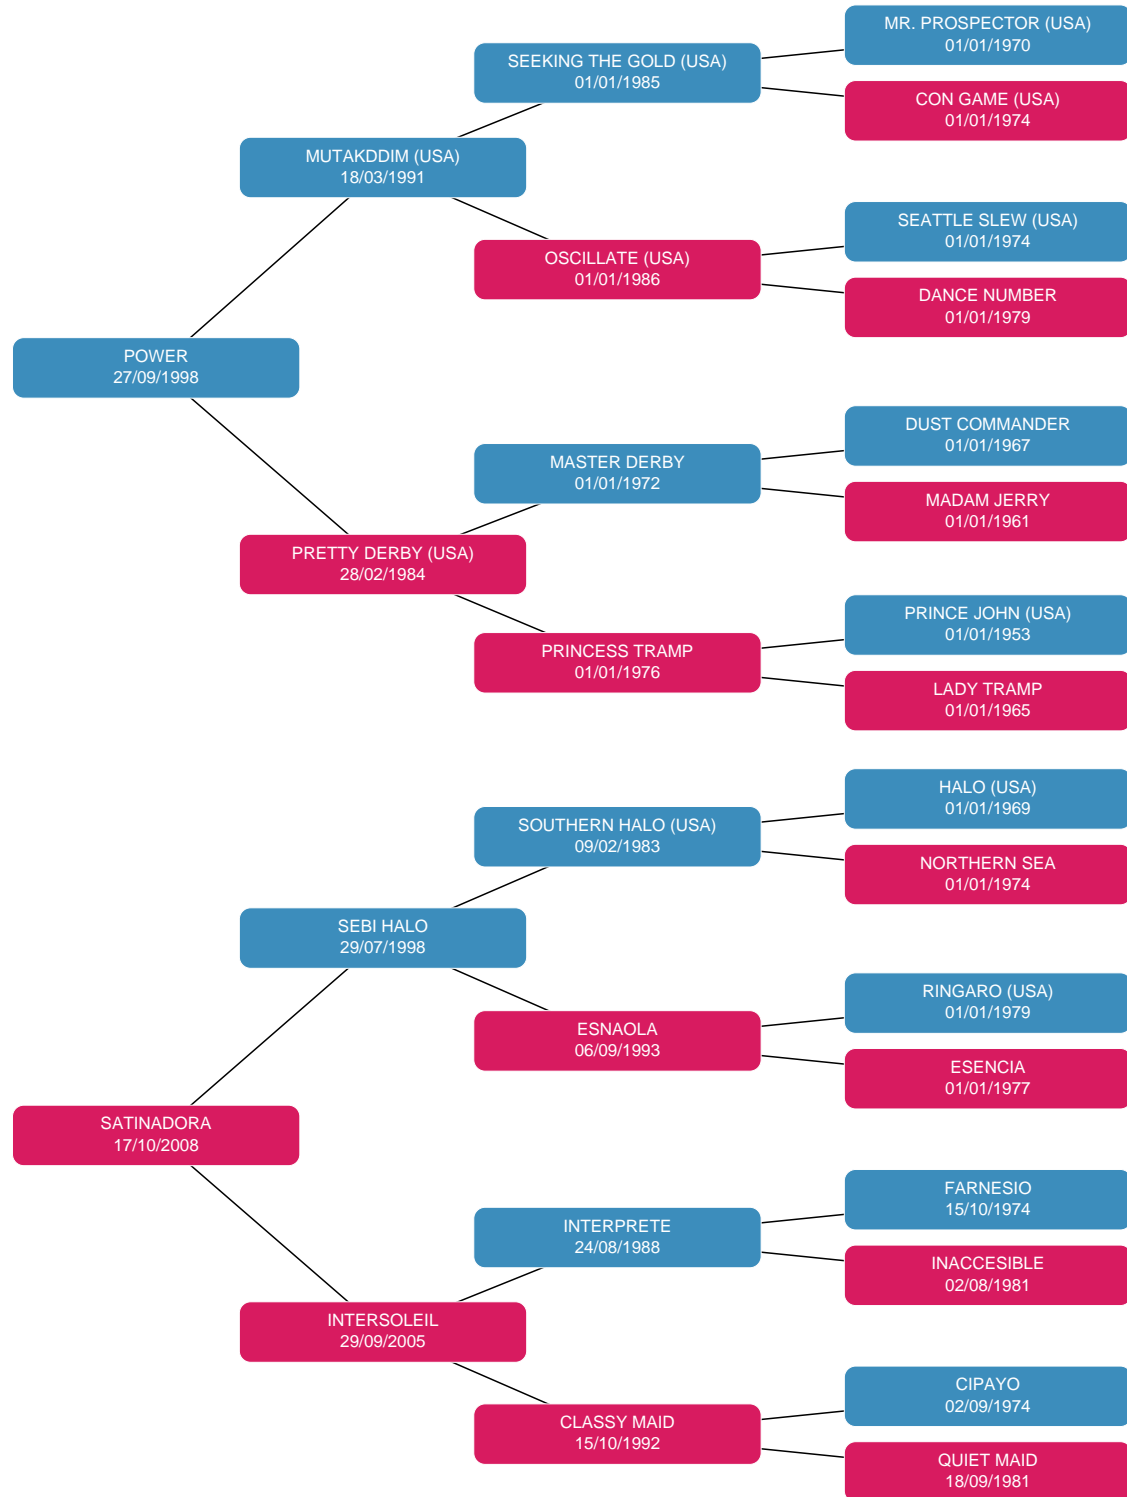 MR. PROSPECTOR (USA)
01/01/1970
SEEKING THE GOLD (USA)
01/01/1985
CON GAME (USA)
01/01/1974
MUTAKDDIM (USA)
18/03/1991
SEATTLE SLEW (USA)
01/01/1974
OSCILLATE (USA)
01/01/1986
DANCE NUMBER
01/01/1979
POWER
27/09/1998
DUST COMMANDER
01/01/1967
MASTER DERBY
01/01/1972
MADAM JERRY
01/01/1961
PRETTY DERBY (USA)
28/02/1984
PRINCE JOHN (USA)
01/01/1953
PRINCESS TRAMP
01/01/1976
LADY TRAMP
01/01/1965
HALO (USA)
01/01/1969
SOUTHERN HALO (USA)
09/02/1983
NORTHERN SEA
01/01/1974
SEBI HALO
29/07/1998
RINGARO (USA)
01/01/1979
ESNAOLA
06/09/1993
ESENCIA
01/01/1977
SATINADORA
17/10/2008
FARNESIO
15/10/1974
INTERPRETE
24/08/1988
INACCESIBLE
02/08/1981
INTERSOLEIL
29/09/2005
CIPAYO
02/09/1974
CLASSY MAID
15/10/1992
QUIET MAID
18/09/1981